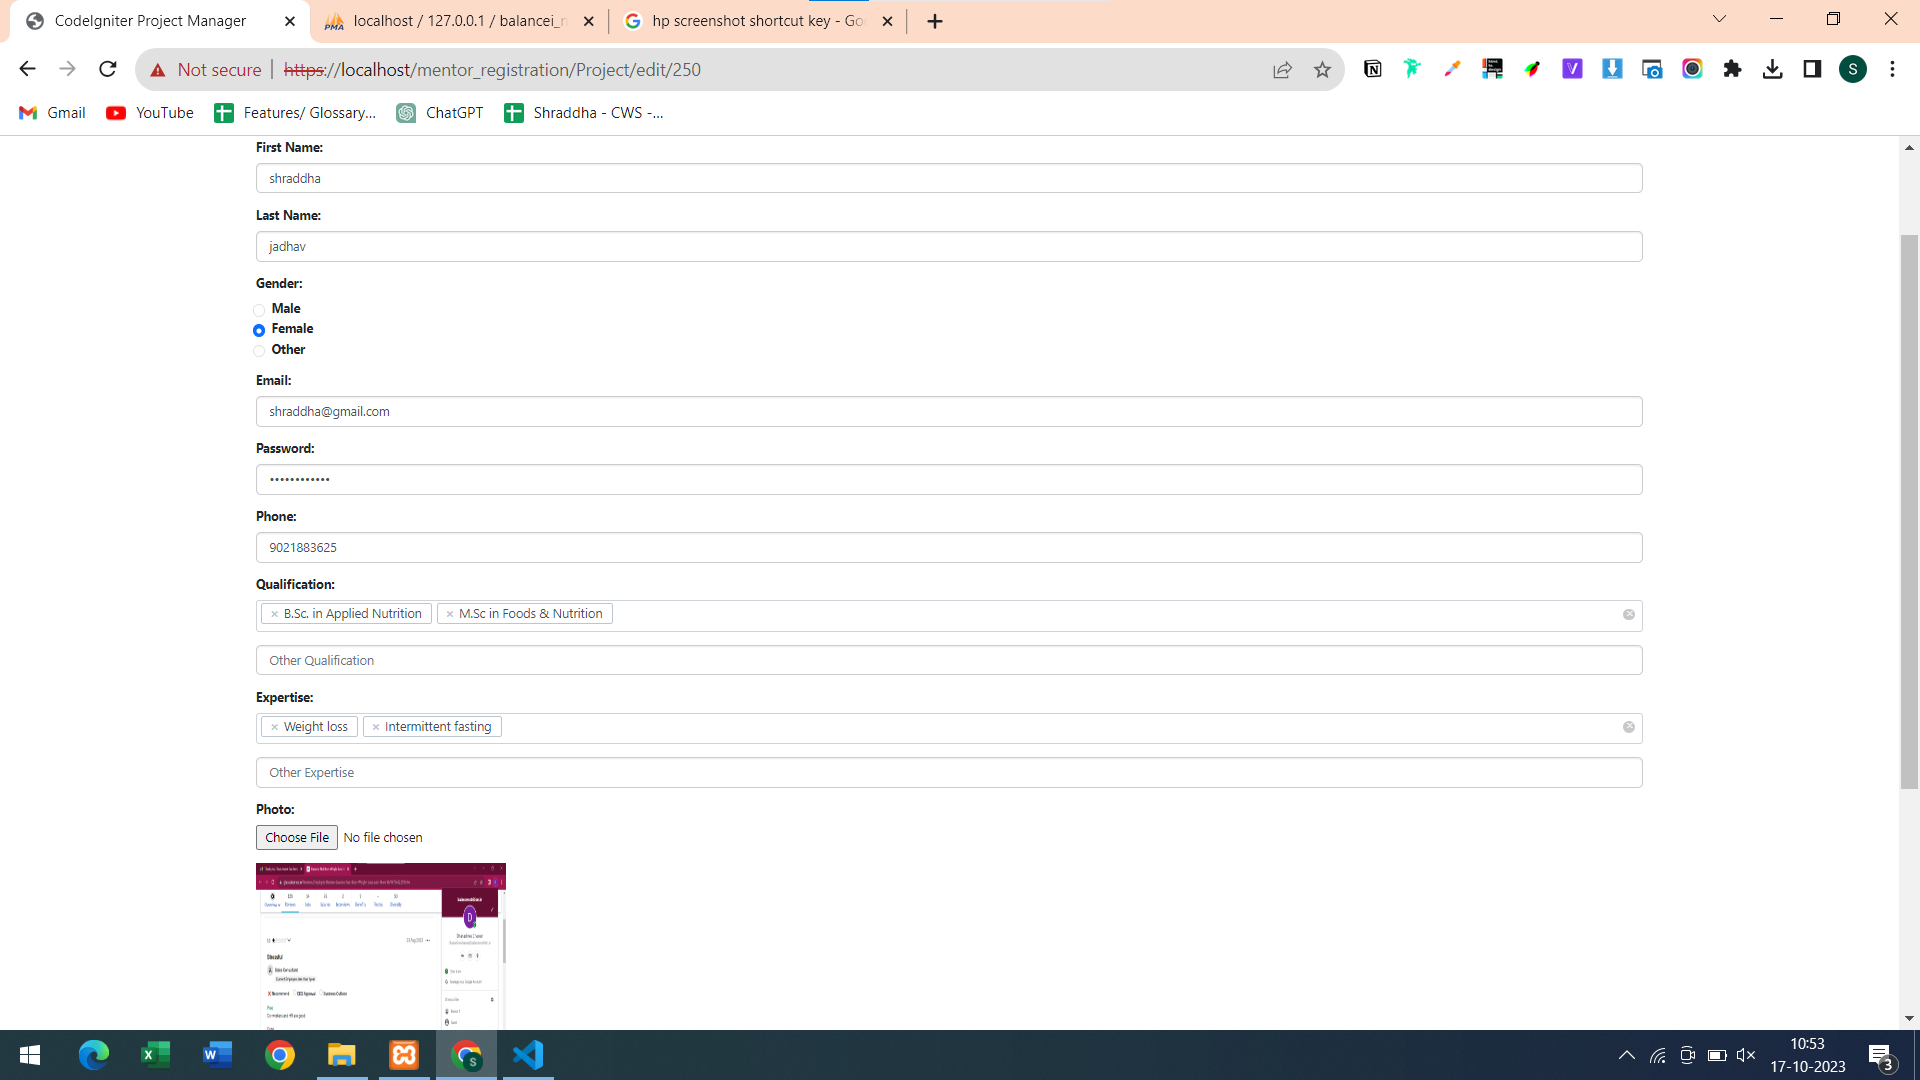 CodeIgniter Project Manager
localhost / 127.0.0.1 / balancei_
hp screenshot shortcut key - Go
Not secure
https://localhost/mentor_registration/Project/edit/250
S
Gmail
YouTube
Features/ Glossary...
ChatGPT
Shraddha - CWS -...
First Name:
shraddha
Last Name:
jadhav
Gender:
Male
Female
Other
Email:
shraddha@gmail.com
Password:
••••••••••••
Phone:
9021883625
Qualification:
× B.Sc. in Applied Nutrition
× M.Sc in Foods & Nutrition
Other Qualification
Expertise:
× Weight loss
× Intermittent fasting
Other Expertise
Photo:
Choose File No file chosen
Stressful
D
10:53
17-10-2023
3